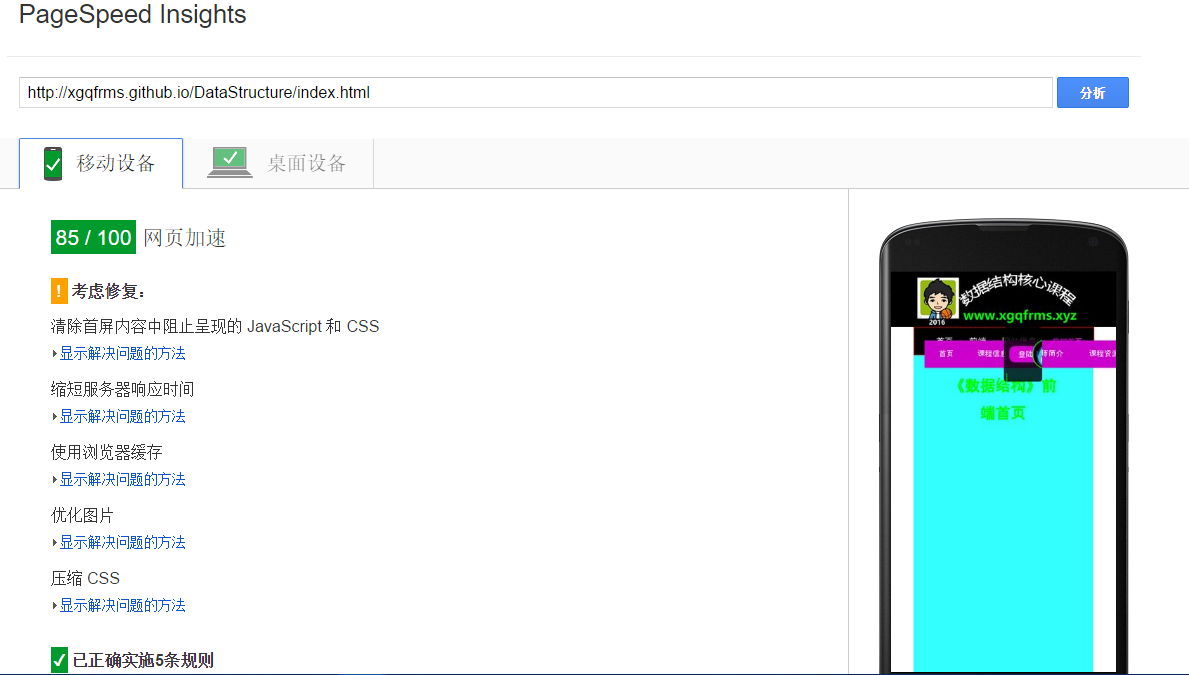 PageSpeed Insights
http://xgqfrms.github.io/DataStructure/index.html
分析
移动设备
桌面设备
85 / 100 网页加速
! 考虑修复：
清除首屏内容中阻止呈现的 JavaScript 和 CSS
显示解决问题的方法
缩短服务器响应时间
显示解决问题的方法
使用浏览器缓存
显示解决问题的方法
优化图片
显示解决问题的方法
压缩 CSS
显示解决问题的方法
已正确实施5条规则
数据结构核心课程
www.xgqfrms.xyz
2016
首页 课程信息 登陆 简介 课程资源
《数据结构》前
端首页